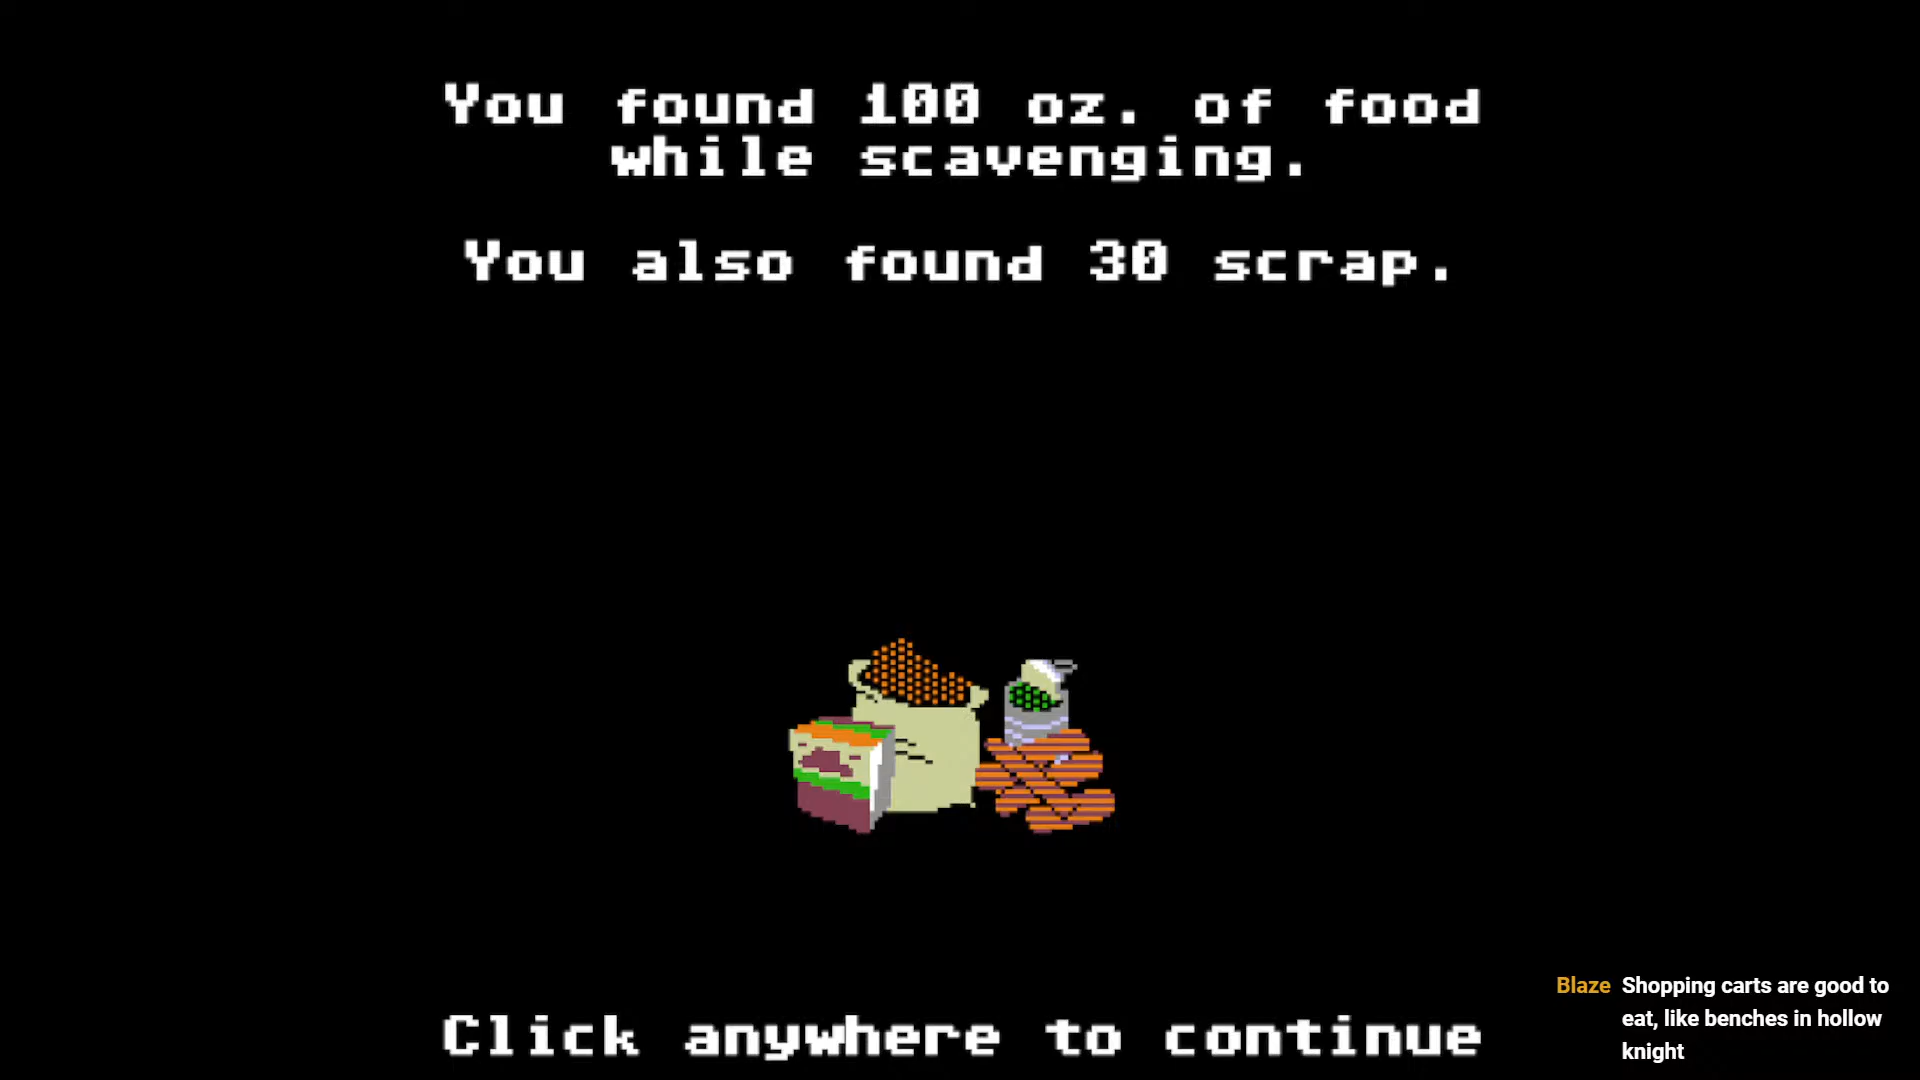 You found 100 oz. of food
while scavenging.
You also found 30 scrap.
Click anywhere to continue
Blaze Shopping carts are good to
eat, like benches in hollow
knight